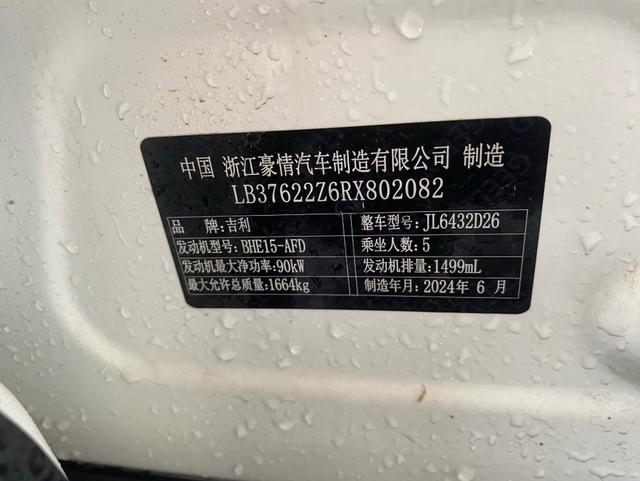 中国 浙江豪情汽车制造有限公司 制造
LB37622Z6RX802082
品 牌:吉利 整车型号:JL6432D26
发动机型号:BHE15-AFD 乘坐人数:5
发动机最大净功率:90kW 发动机排量:1499mL
最大允许总质量:1664kg 制造年月:2024年 6 月